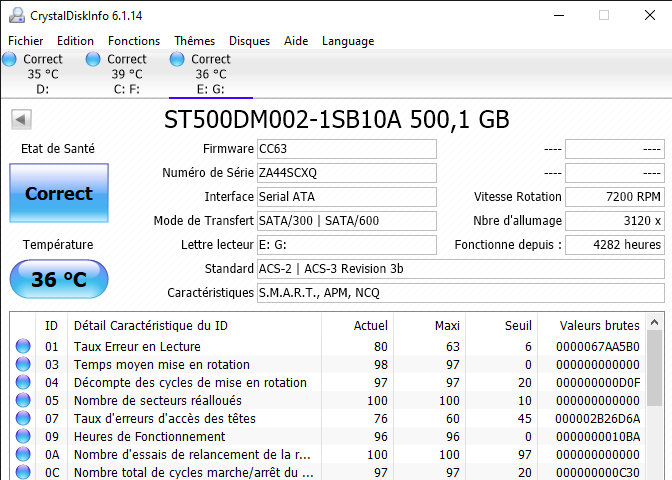 CrystalDiskInfo 6.1.14
Fichier Edition Fonctions Thêmes Disques Aide Language
Correct Correct Correct
35 °C 39 °C 36 °C
D: C: F: E: G:
ST500DM002-1SB10A 500,1 GB
Etat de Santé
Correct
Température
36 °C
Firmware CC63 ---- ----
Numéro de Série ZA44SCXQ ---- ----
Interface Serial ATA Vitesse Rotation 7200 RPM
Mode de Transfert SATA/300 | SATA/600 Nbre d'allumage 3120 x
Lettre lecteur E: G: Fonctionne depuis : 4282 heures
Standard ACS-2 | ACS-3 Revision 3b
Caractéristiques S.M.A.R.T., APM, NCQ
ID Détail Caractéristique du ID Actuel Maxi Seuil Valeurs brutes
01 Taux Erreur en Lecture 80 63 6 0000067AA5B0
03 Temps moyen mise en rotation 98 97 0 000000000000
04 Décompte des cycles de mise en rotation 97 97 20 000000000D0F
05 Nombre de secteurs réalloués 100 100 10 000000000000
07 Taux d'erreurs d'accès des têtes 76 60 45 000002B26D6A
09 Heures de Fonctionnement 96 96 0 0000000010BA
0A Nombre d'essais de relancement de la r... 100 100 97 000000000000
0C Nombre total de cycles marche/arrêt du ... 97 97 20 000000000C30